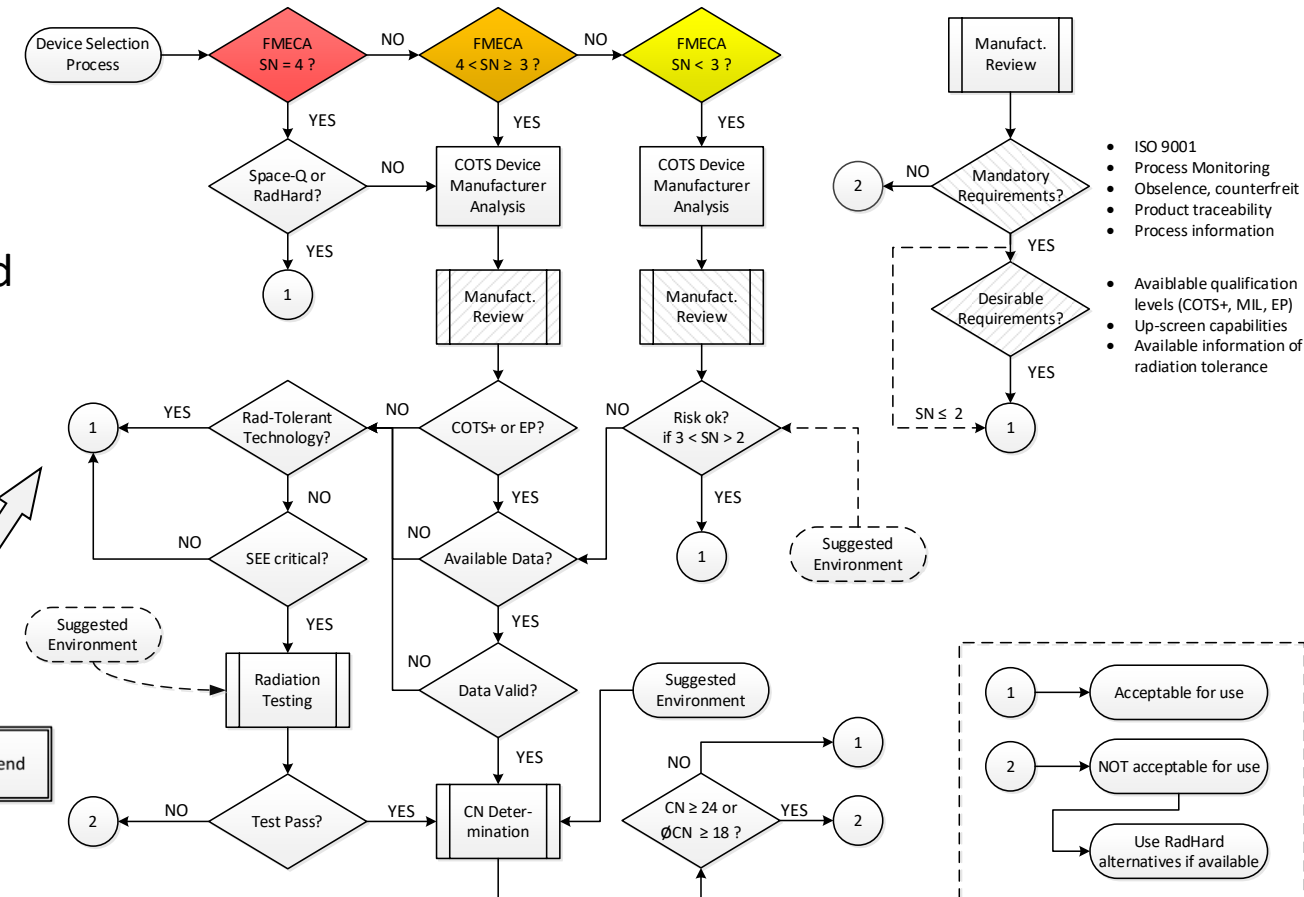 Device Selection
Process
FMECA
SN = 4 ?
NO
FMECA
4 < SN ≥ 3 ?
NO
FMECA
SN < 3 ?
Manufact.
Review
YES
YES
YES
Space-Q or
RadHard?
NO
COTS Device
Manufacturer
Analysis
COTS Device
Manufacturer
Analysis
2
NO
Mandatory
Requirements?
• ISO 9001
• Process Monitoring
• Obselence, counterfreit
• Product traceability
• Process information
YES
YES
1
Manufact.
Review
Manufact.
Review
Desirable
Requirements?
• Availbable qualification
levels (COTS+, MIL, EP)
• Up-screen capabilities
• Available information of
radiation tolerance
YES
SN ≤ 2
1
1
YES
Rad-Tolerant
Technology?
NO
COTS+ or EP?
NO
Risk ok?
if 3 < SN > 2
NO
YES
YES
NO
SEE critical?
NO
Available Data?
1
Suggested
Environment
YES
YES
Suggested
Environment
Radiation
Testing
NO
Data Valid?
Suggested
Environment
YES
end
2
NO
Test Pass?
YES
CN Deter-
mination
NO
1
CN ≥ 24 or
ØCN ≥ 18 ?
YES
2
1
Acceptable for use
2
NOT acceptable for use
Use RadHard
alternatives if available